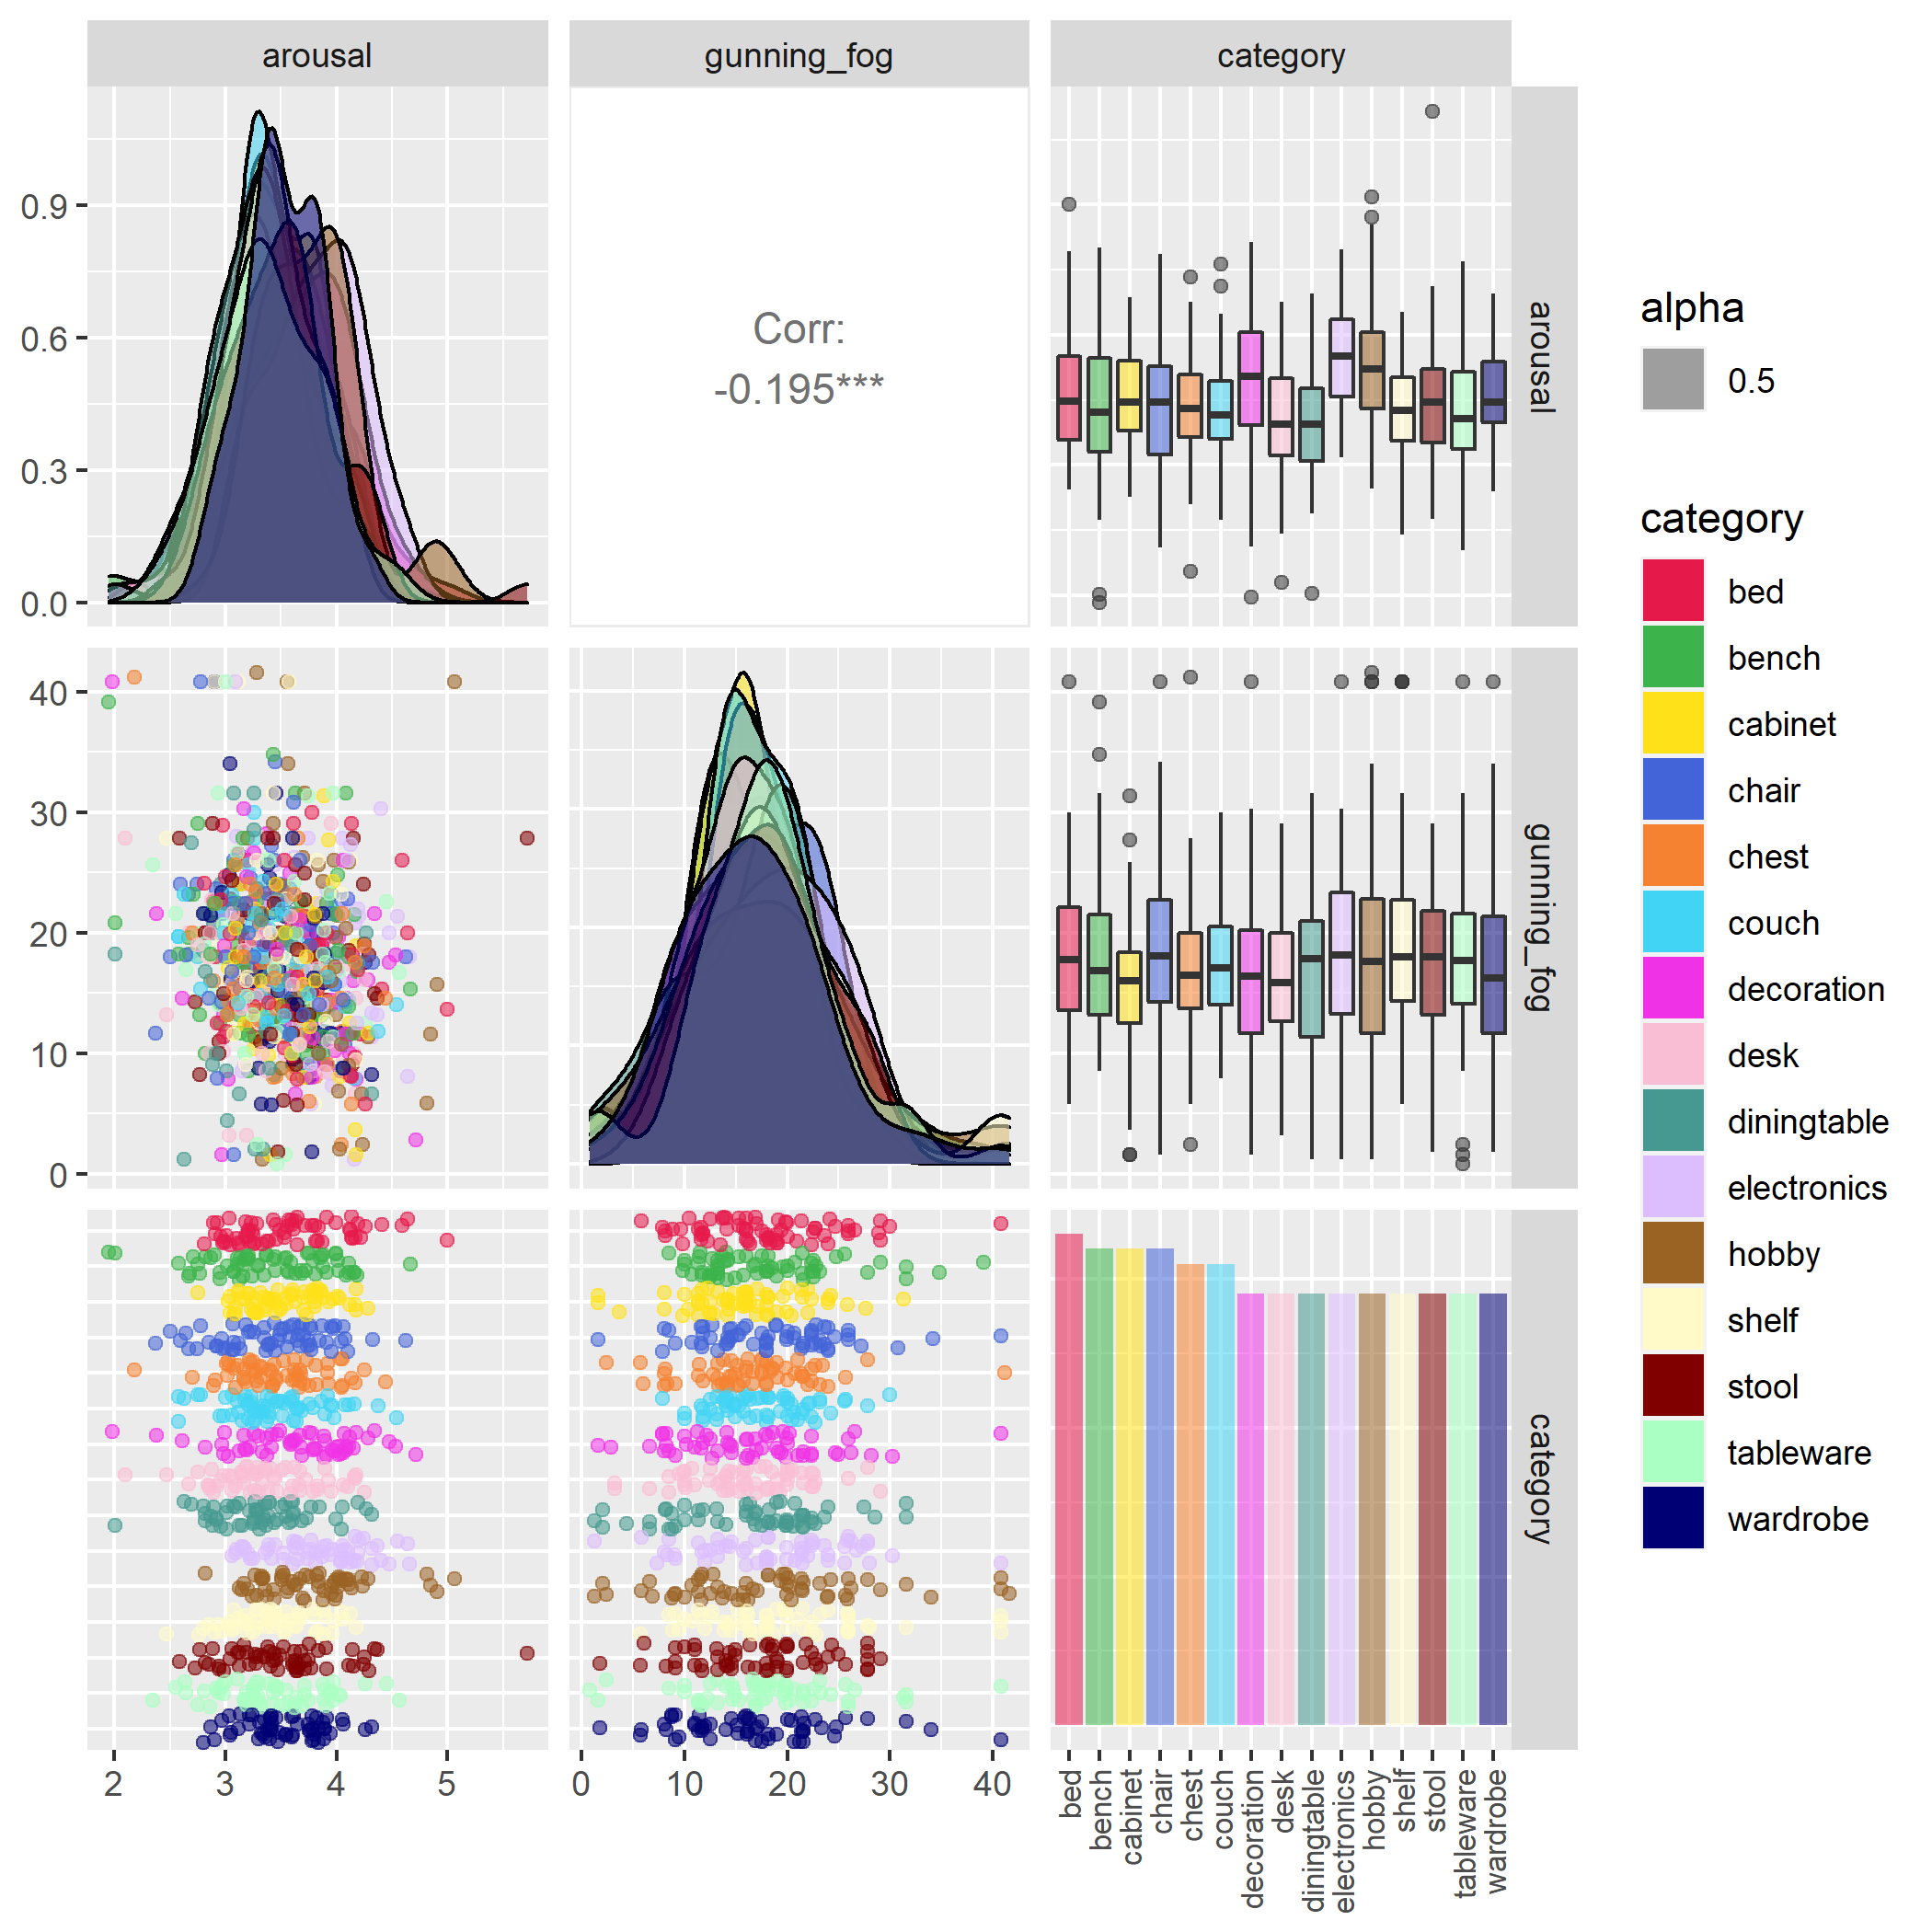 arousal
gunning_fog
category
0.9
0.6
0.3
0.0
Corr:
-0.195***
arousal
40
30
20
10
0
gunning_fog
category
2
3
4
5
0
10
20
30
40
bed
bench
cabinet
chair
chest
couch
decoration
desk
diningtable
electronics
hobby
shelf
stool
tableware
wardrobe
alpha
0.5
category
bed
bench
cabinet
chair
chest
couch
decoration
desk
diningtable
electronics
hobby
shelf
stool
tableware
wardrobe